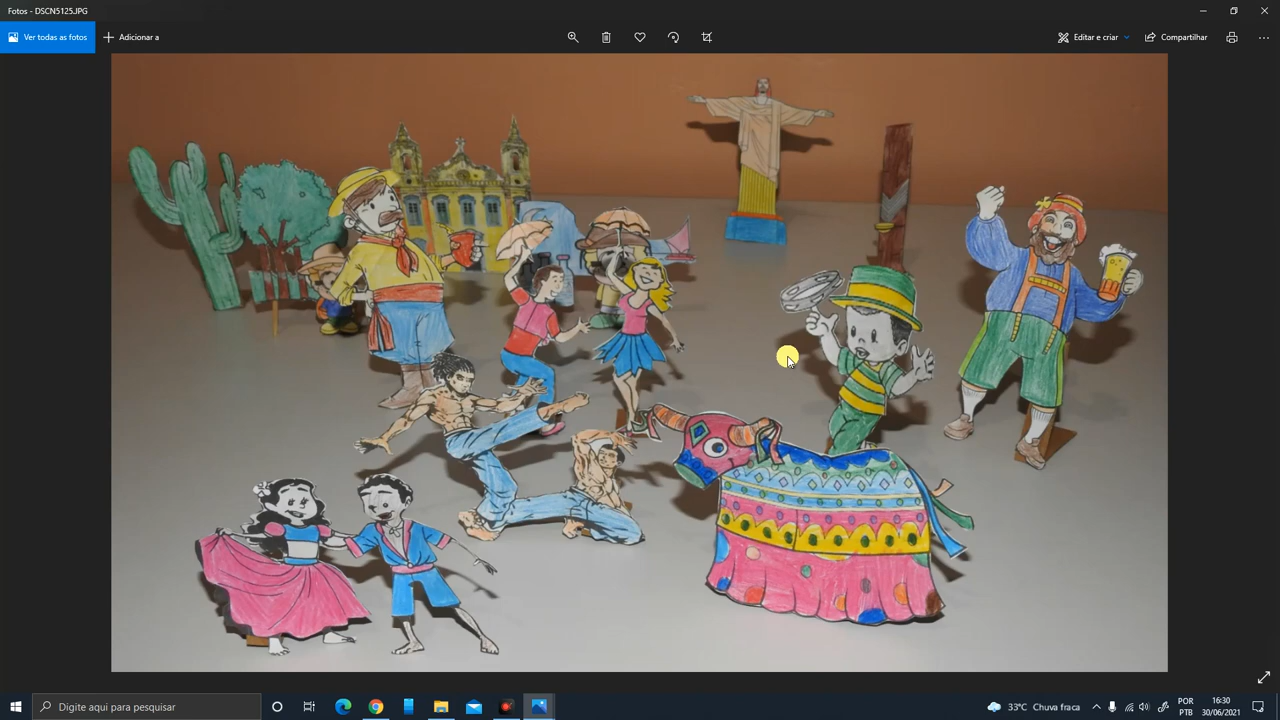 Fotos - DSCN5125.JPG
Ver todas as fotos
Adicionar a
Editar e criar
Compartilhar
Digite aqui para pesquisar
33°C Chuva fraca
POR
PTB
16:30
30/06/2021